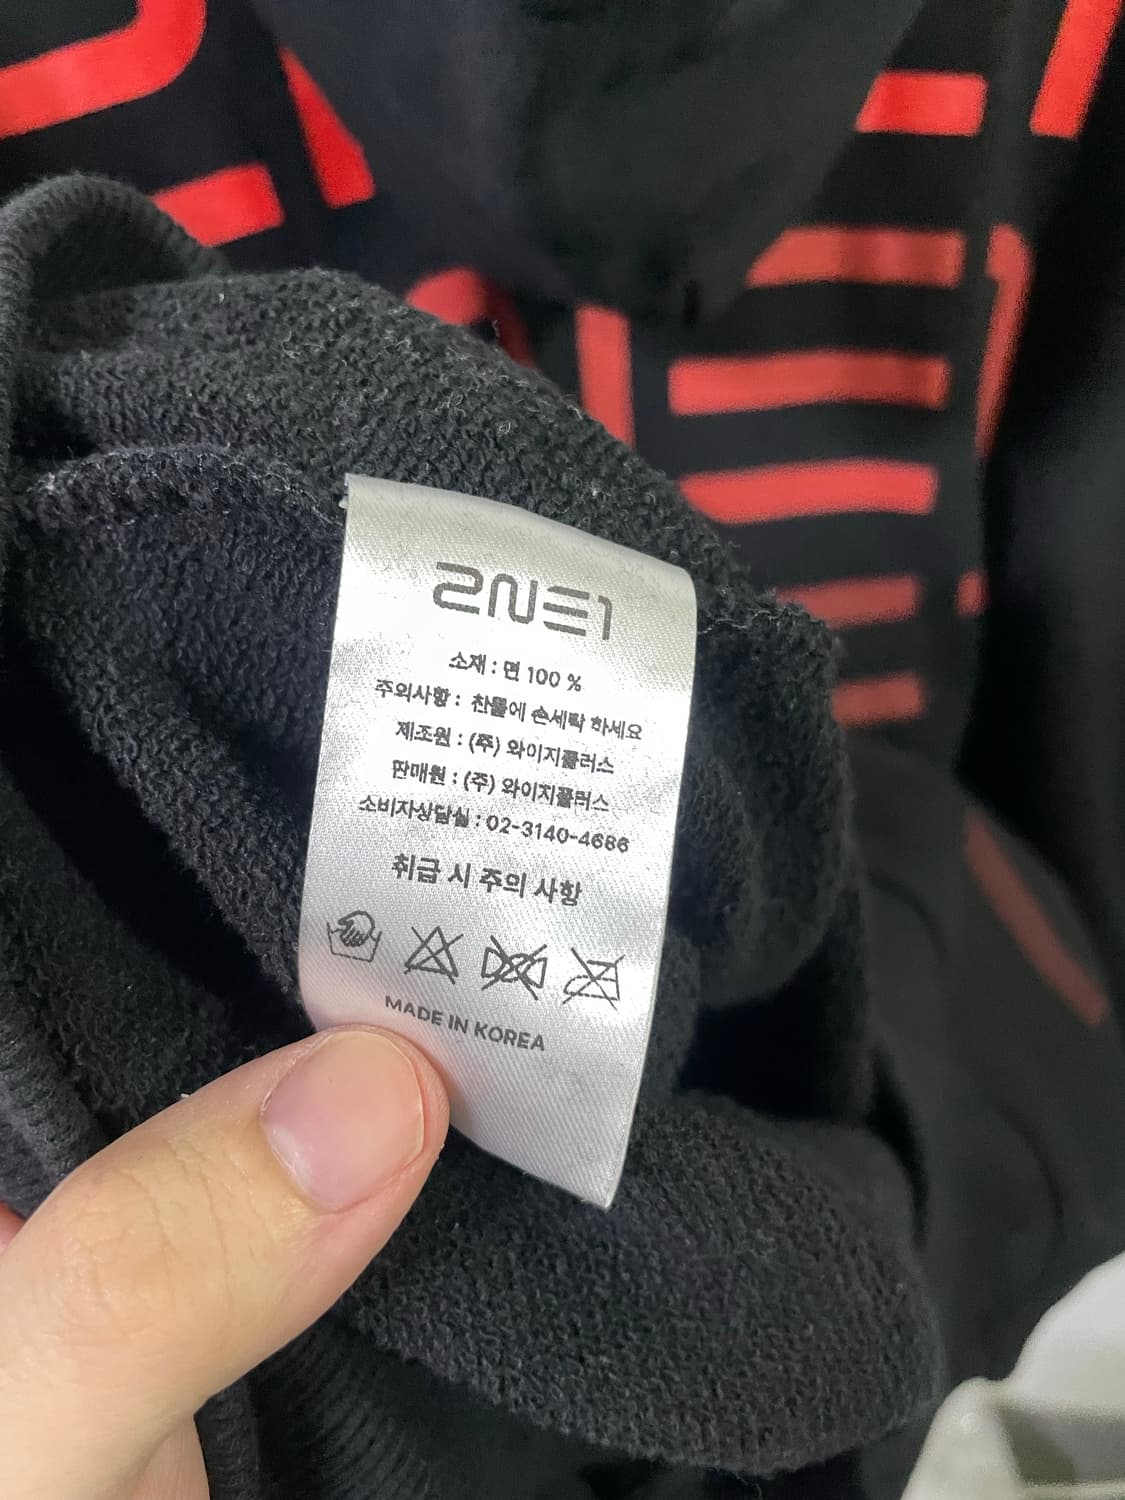 2NE1
소재 : 면 100 %
주의사항 : 찬물에 손세탁 하세요
제조원 : (주) 와이지플러스
판매원 : (주) 와이지플러스
소비자상담실 : 02-3140-4686
취급 시 주의 사항
MADE IN KOREA